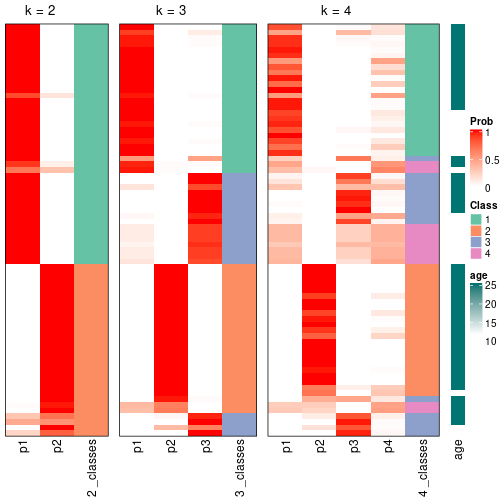 k = 2
k = 3
k = 4
Prob
1
0.5
0
Class
1
2
3
4
age
25
20
15
10
p1
p2
2_classes
p1
p2
p3
3_classes
p1
p2
p3
p4
4_classes
age